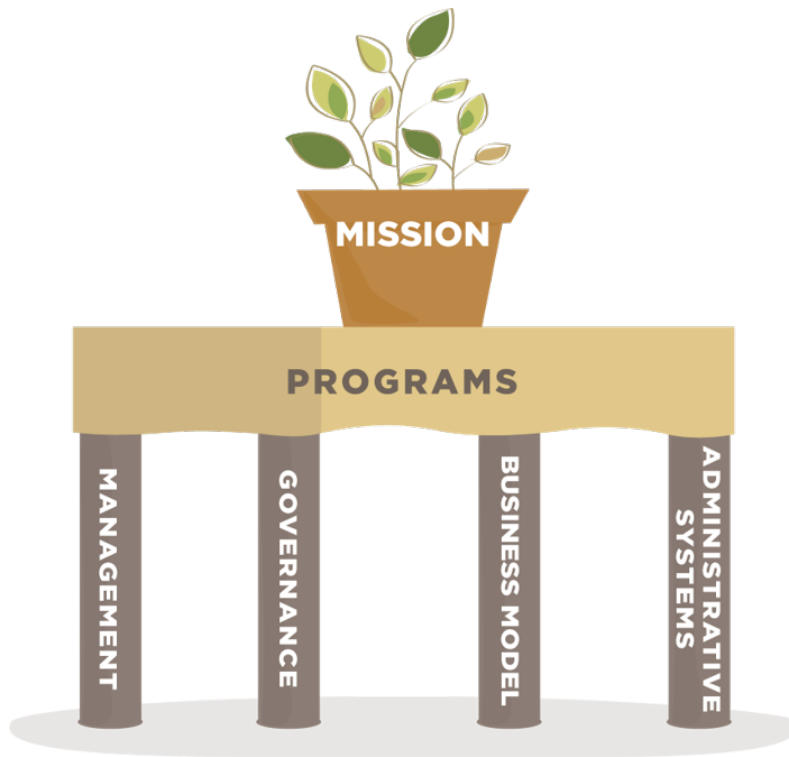 MISSION
PROGRAMS
MANAGEMENT
GOVERNANCE
BUSINESS MODEL
ADMINISTRATIVE
SYSTEMS